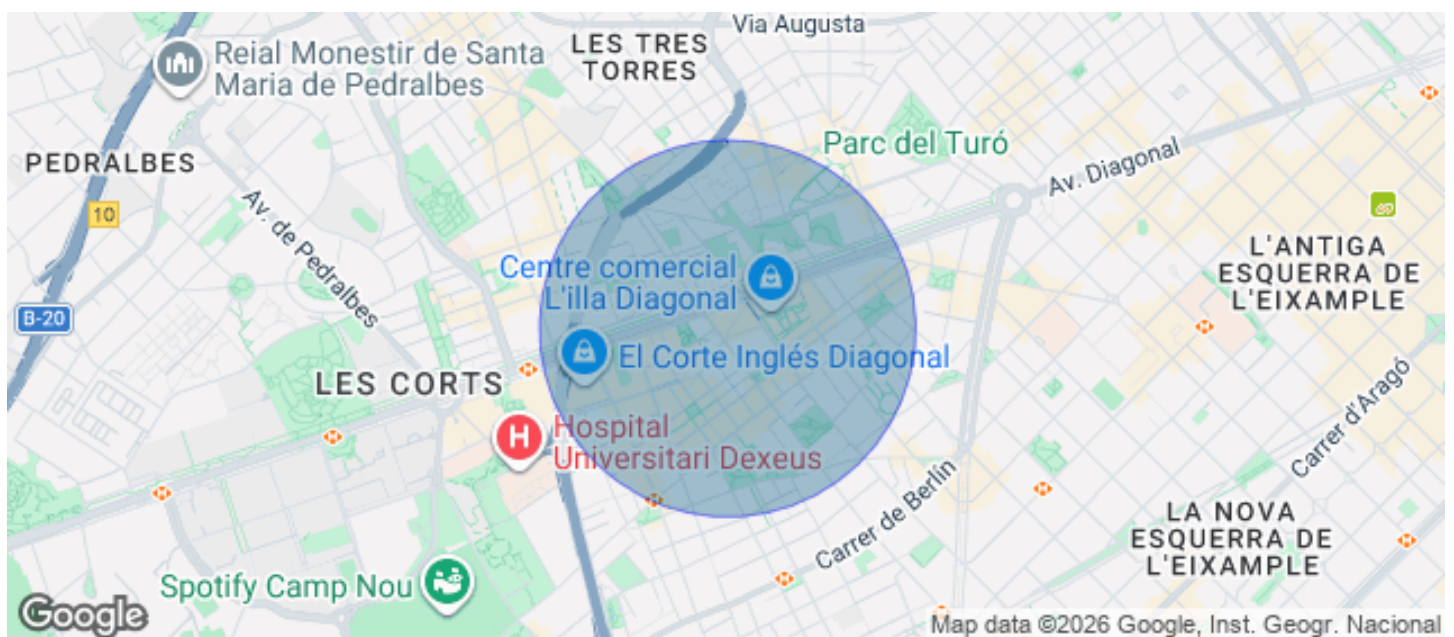 Via Augusta
Reial Monestir de Santa
Maria de Pedralbes
LES TRES
TORRES
Parc del Turó
PEDRALBES
Av. Diagonal
10
Av. de Pedralbes
L'ANTIGA
ESQUERRA DE
L'EIXAMPLE
Centre comercial
L'illa Diagonal
B-20
El Corte Inglés Diagonal
LES CORTS
Carrer d'Aragó
H
Hospital
Universitari Dexeus
Carrer de Berlín
LA NOVA
ESQUERRA DE
L'EIXAMPLE
Spotify Camp Nou
Google
Map data ©2026 Google, Inst. Geogr. Nacional